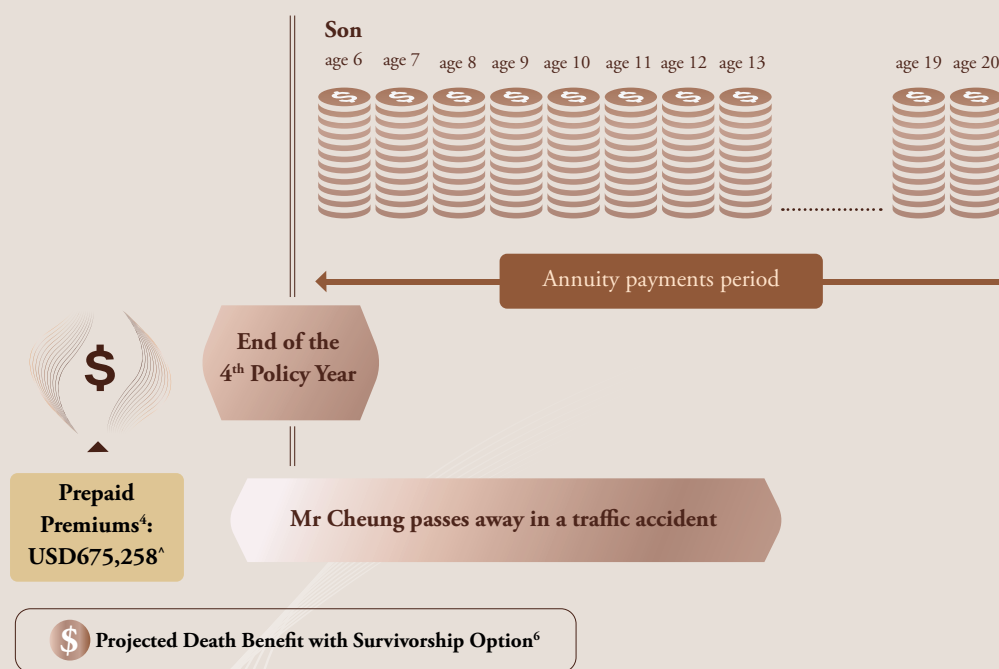 Son
age 6 age 7 age 8 age 9 age 10 age 11 age 12 age 13 age 19 age 20
Annuity payments period
$
End of the
4th Policy Year
Prepaid
Premiums4:
USD675,258^
Mr Cheung passes away in a traffic accident
$ Projected Death Benefit with Survivorship Option6